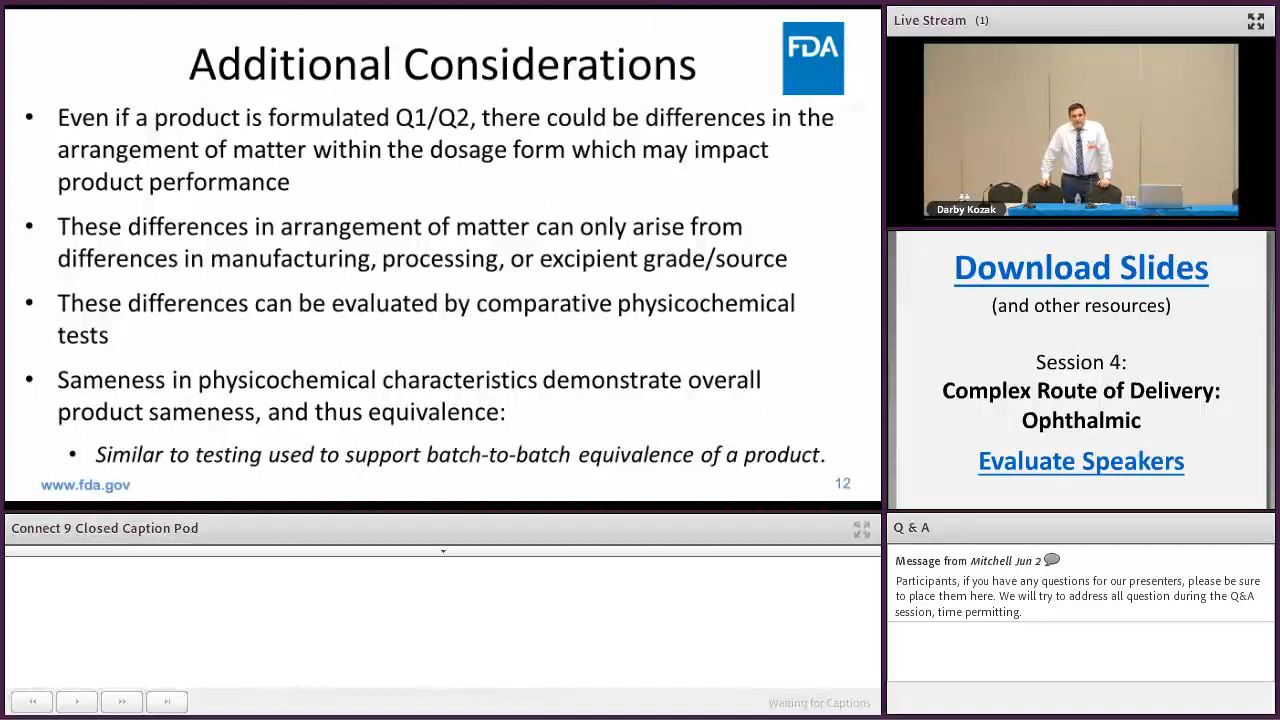 Additional Considerations
FDA
• Even if a product is formulated Q1/Q2, there could be differences in the
arrangement of matter within the dosage form which may impact
product performance
• These differences in arrangement of matter can only arise from
differences in manufacturing, processing, or excipient grade/source
• These differences can be evaluated by comparative physicochemical
tests
• Sameness in physicochemical characteristics demonstrate overall
product sameness, and thus equivalence:
• Similar to testing used to support batch-to-batch equivalence of a product.
www.fda.gov
12
Live Stream (1)
Darby Kozak
Download Slides
(and other resources)
Session 4:
Complex Route of Delivery:
Ophthalmic
Evaluate Speakers
Connect 9 Closed Caption Pod
Waiting for Captions
Q & A
Message from Mitchell Jun 2
Participants, if you have any questions for our presenters, please be sure
to place them here. We will try to address all question during the Q&A
session, time permitting.